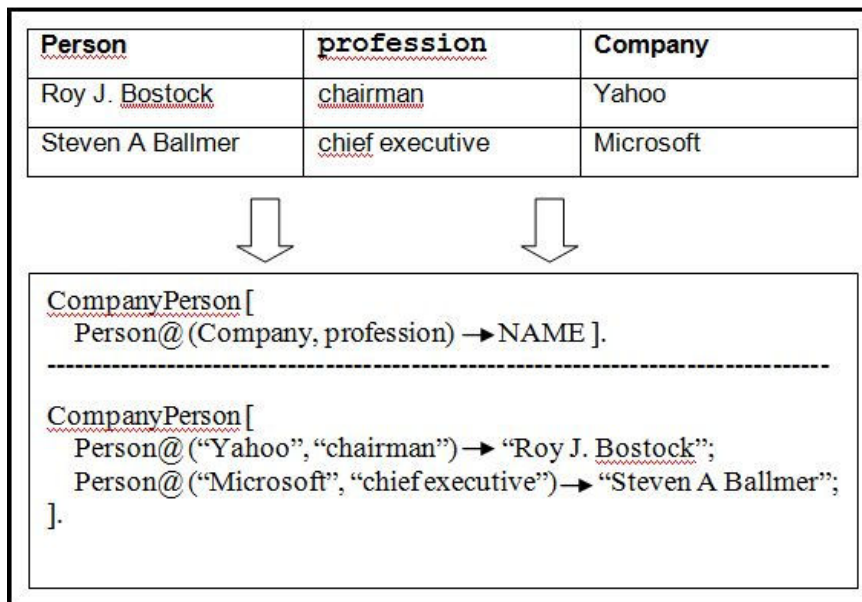 Person profession Company
Roy J. Bostock chairman Yahoo
Steven A Ballmer chief executive Microsoft
CompanyPerson[
Person@(Company, profession) → NAME ].
--------------------------------------------------------------------------------
CompanyPerson[
Person@(“Yahoo”, “chairman”) → “Roy J. Bostock”;
Person@(“Microsoft”, “chief executive”) → “Steven A Ballmer”;
].